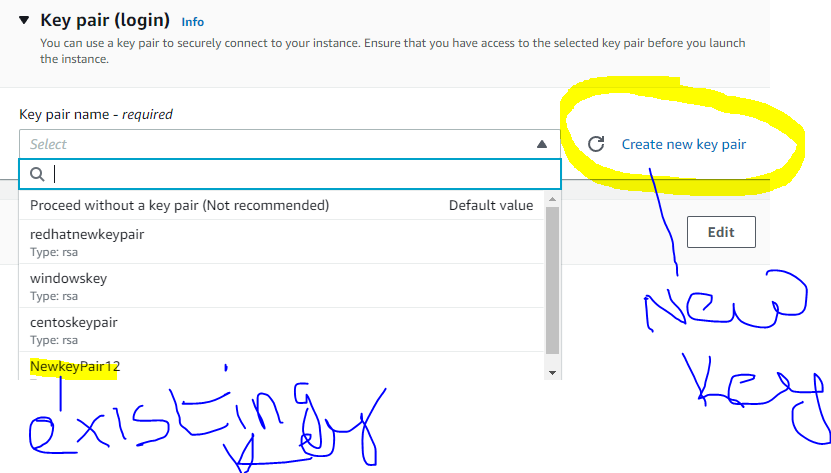 Key pair (login) Info
You can use a key pair to securely connect to your instance. Ensure that you have access to the selected key pair before you launch
the instance.
Key pair name - required
Select
Create new key pair
Proceed without a key pair (Not recommended) Default value
redhatnewkeypair
Type: rsa
Edit
windowskey
Type: rsa
centoskeypair
Type: rsa
NewkeyPair12
New
key
existing
key